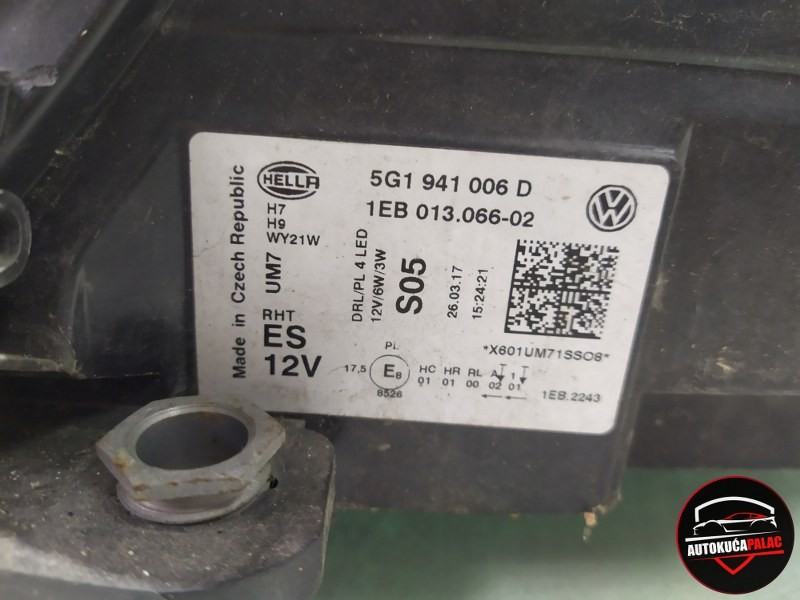 Made in Czech Republic
HELLA
5G1 941 006 D
1EB 013.066-02
H7
H9
WY21W
UM7
RHT
ES
12V
DRL/PL 4 LED
12V/6W/3W
S05
26.03.17
15:24:21
*X601UM71SSO8*
PL
17,5
E8
8526
HC HR RL A 1
01 01 00 02 01
1EB.2243
AUTOKUĆAPALAC